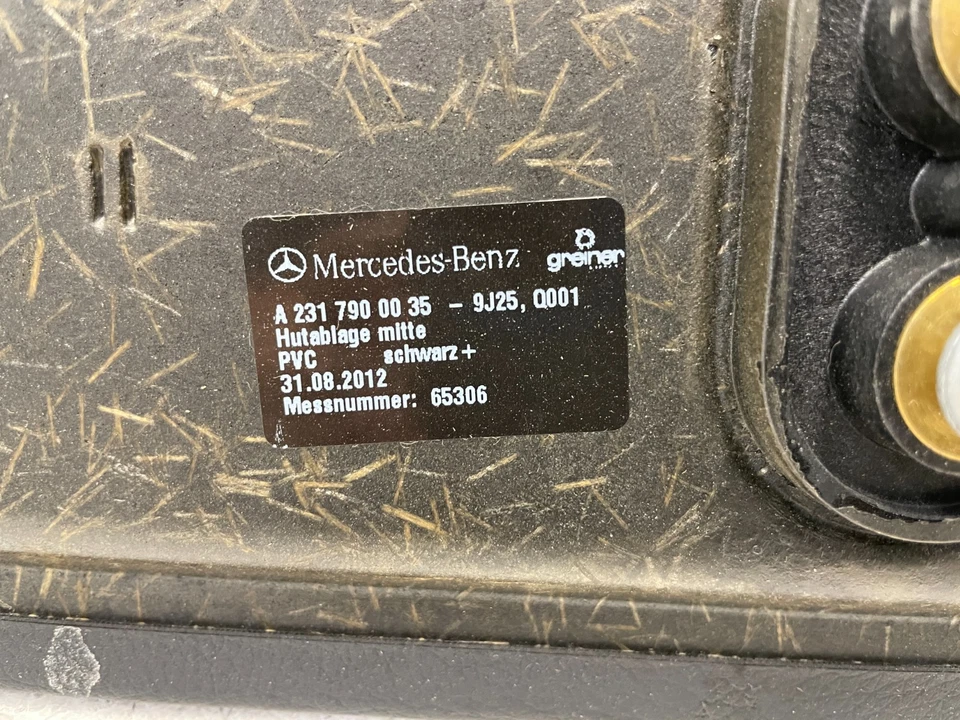 Mercedes-Benz greiner
A 231 790 00 35 - 9J25, Q001
Hutablage mitte
PVC schwarz+
31.08.2012
Messnummer: 65306